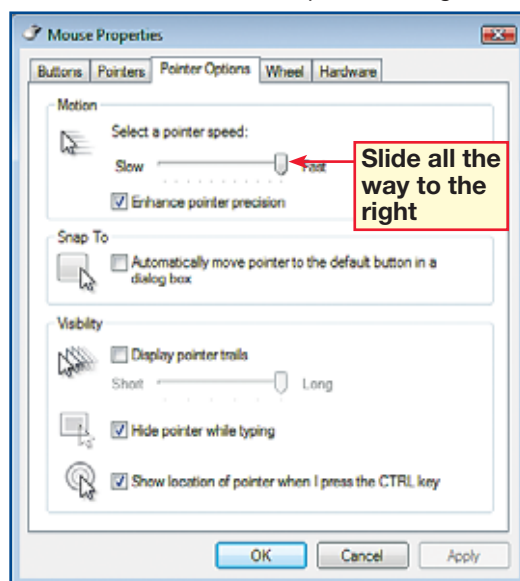 Mouse Properties
Buttons Pointers Pointer Options Wheel Hardware
Motion
Select a pointer speed:
Slow Fast
Slide all the
way to the
right
Enhance pointer precision
Snap To
Automatically move pointer to the default button in a
dialog box
Visibility
Display pointer trails
Short Long
Hide pointer while typing
Show location of pointer when I press the CTRL key
OK Cancel Apply